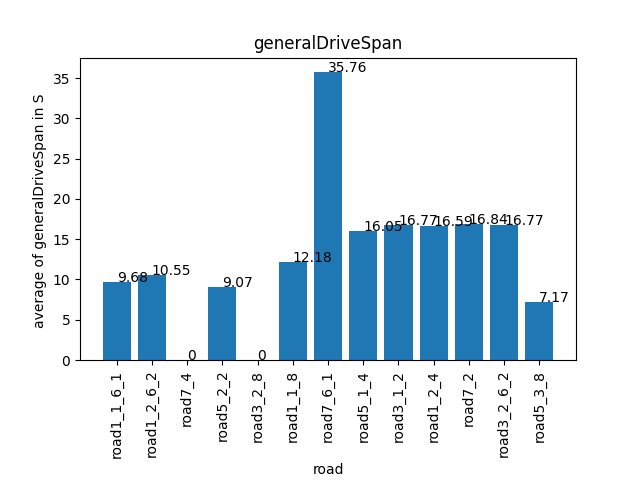 generalDriveSpan
average of generalDriveSpan in S
35
30
25
20
15
10
5
0
9.68
10.55
0
9.07
0
12.18
35.76
16.05
16.77
16.59
16.84
16.77
7.17
road1_1_6_1
road1_2_6_2
road7_4
road5_2_2
road3_2_8
road1_1_8
road7_6_1
road5_1_4
road3_1_2
road1_2_4
road7_2
road3_2_6_2
road5_3_8
road